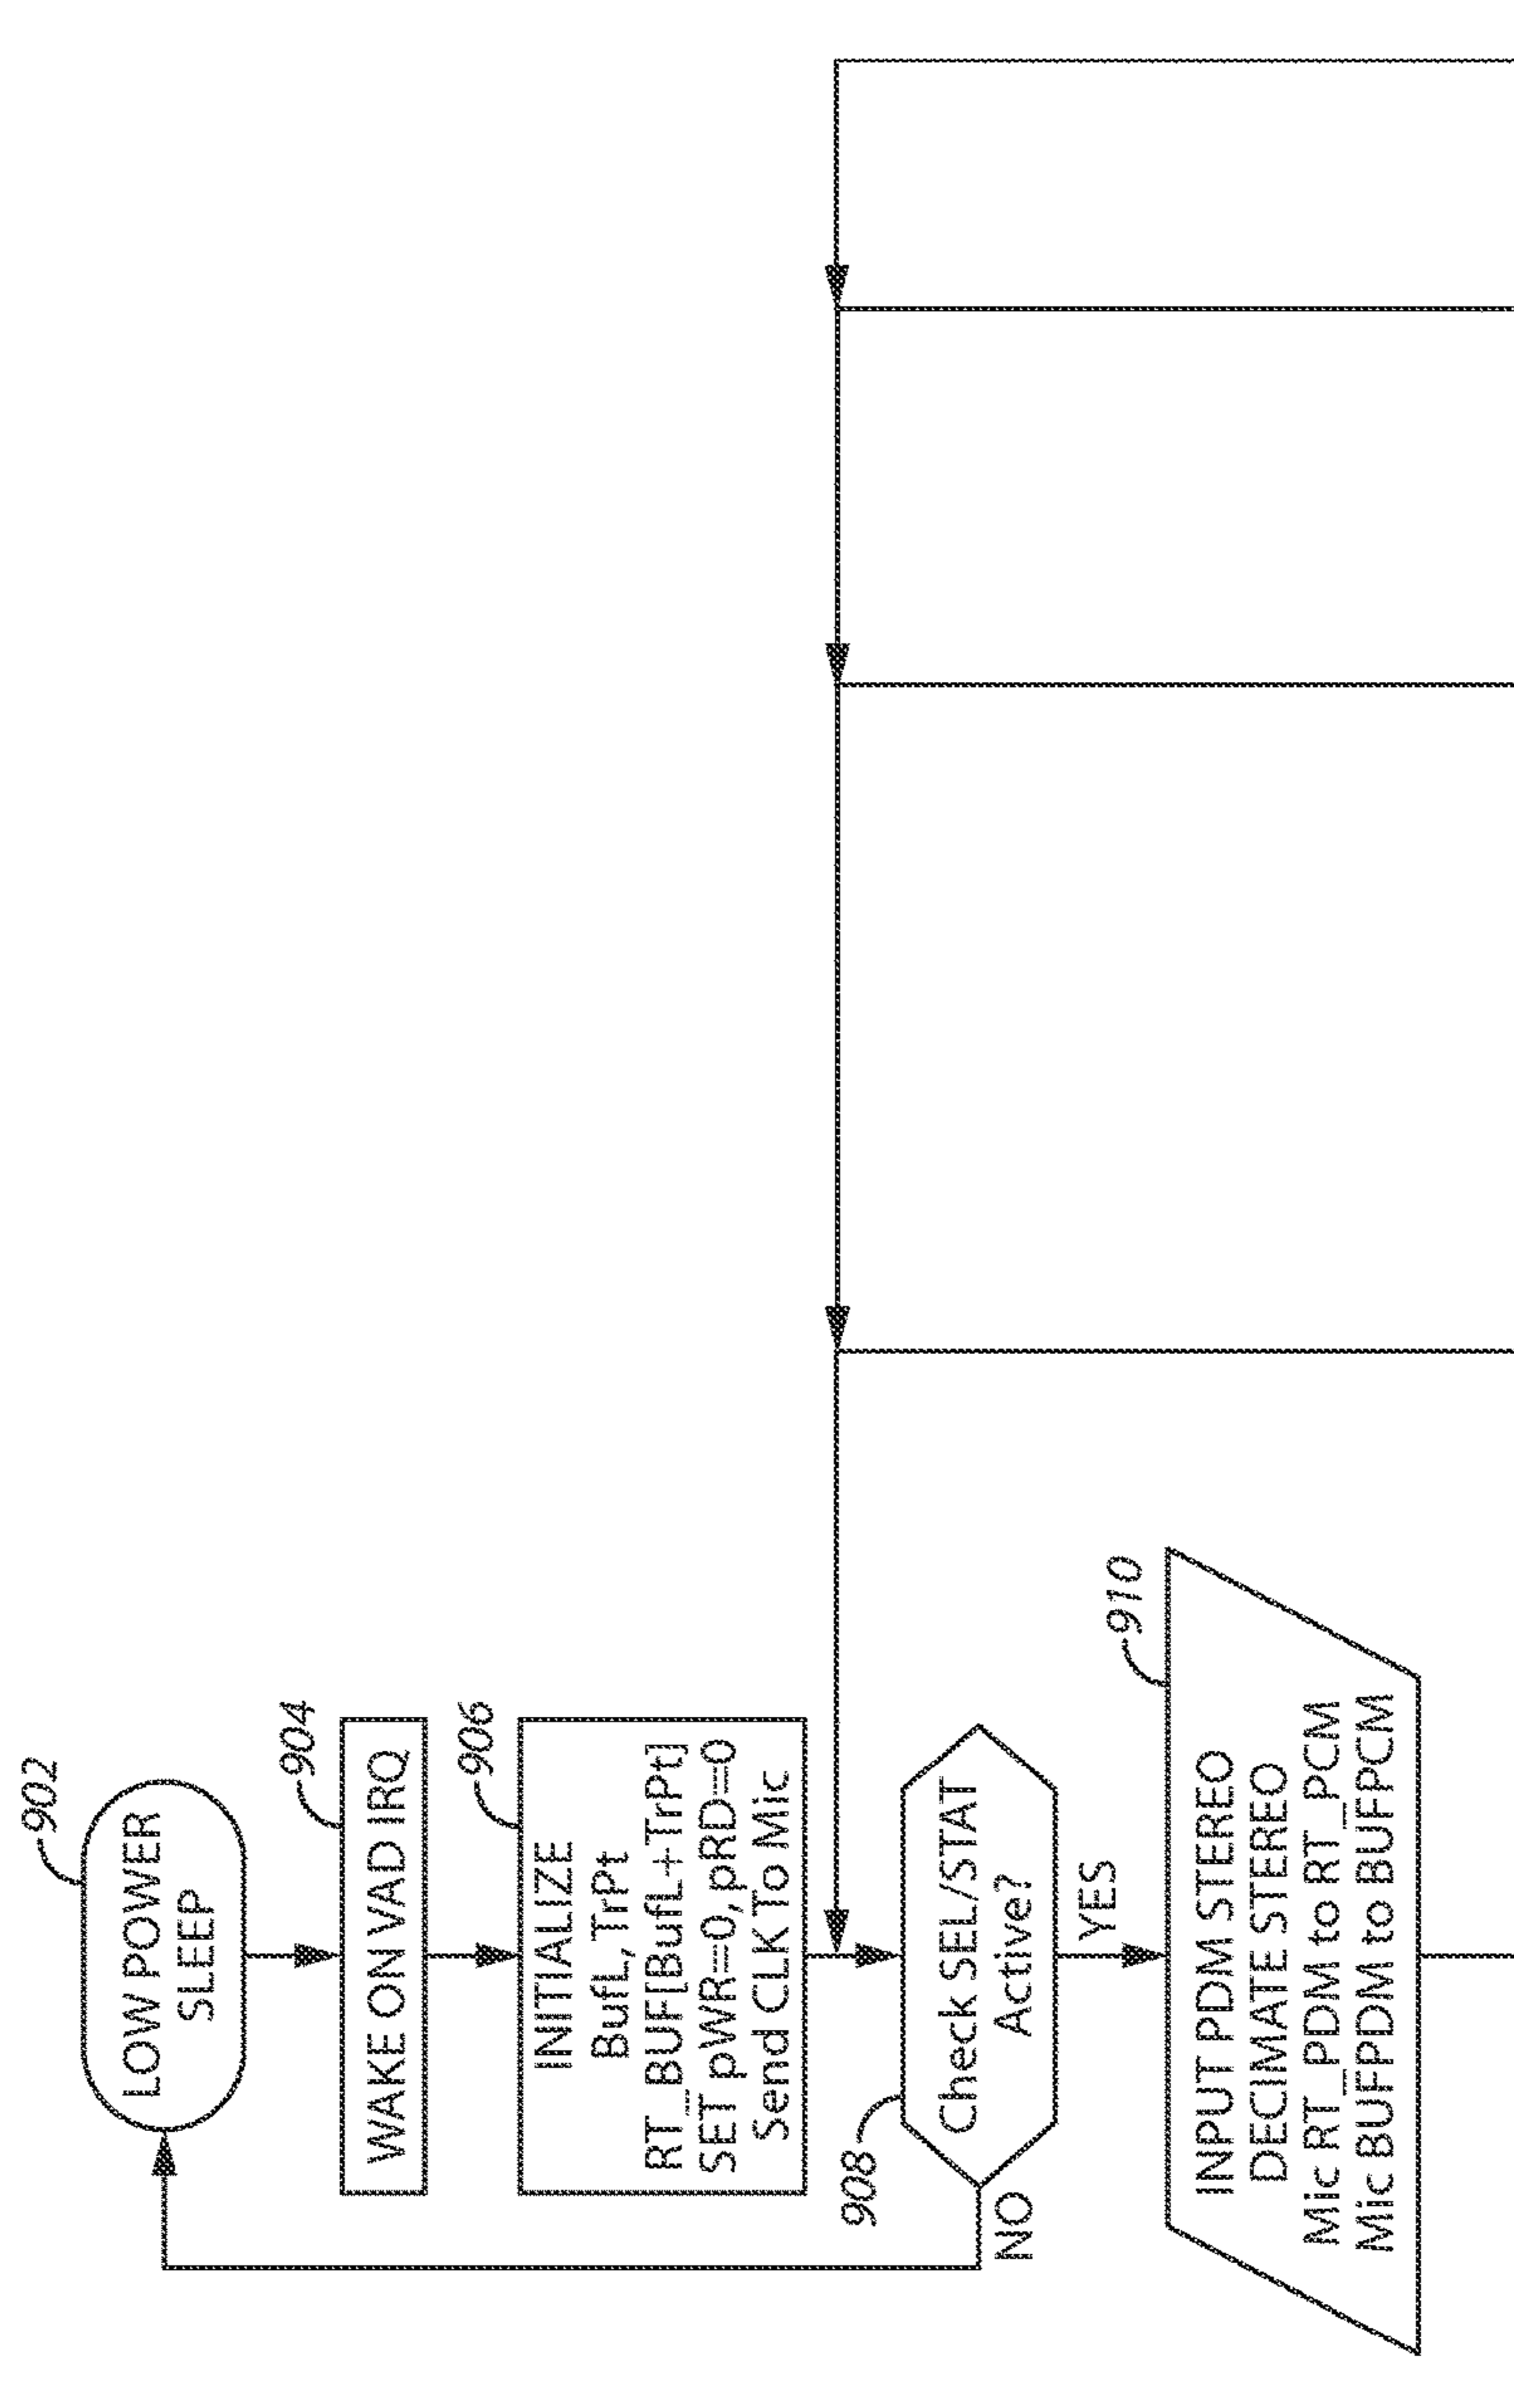 902
LOW POWER
SLEEP
904
WAKE ON VAD IRQ
906
INITIALIZE
BufL, TrPt
RT_BUF[BufL+TrPt]
SET pWR=0, pRD=0
Send CLK To Mic
908
Check SEL/STAT
Active?
NO
YES
910
INPUT PDM STEREO
DECIMATE STEREO
Mic RT_PDM to RT_PCM
Mic BUFPDM to BUFPCM